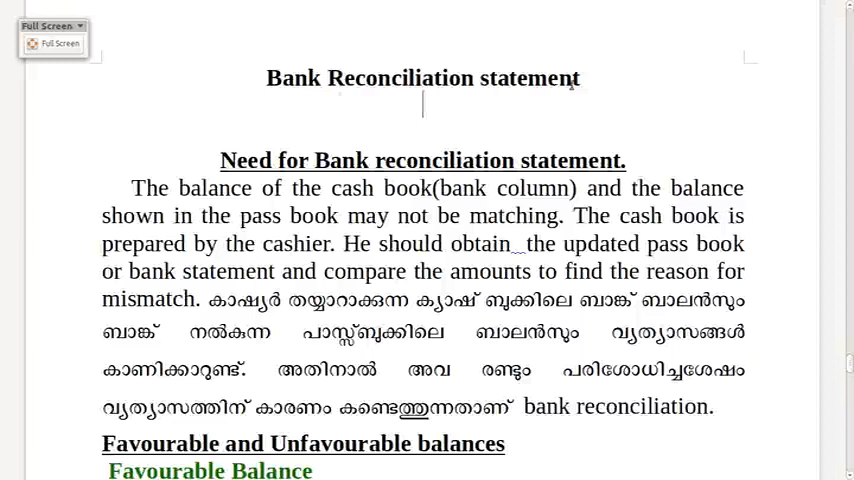 Full Screen
Full Screen
Bank Reconciliation statement
Need for Bank reconciliation statement.
The balance of the cash book(bank column) and the balance
shown in the pass book may not be matching. The cash book is
prepared by the cashier. He should obtain the updated pass book
or bank statement and compare the amounts to find the reason for
mismatch. കാഷ്യർ തയ്യാറാക്കുന്ന ക്യാഷ് ബുക്കിലെ ബാങ്ക് ബാലൻസും
ബാങ്ക് നൽകുന്ന പാസ്സ്ബുക്കിലെ ബാലൻസും വ്യത്യാസങ്ങൾ
കാണിക്കാറുണ്ട്. അതിനാൽ അവ രണ്ടും പരിശോധിച്ചശേഷം
വ്യത്യാസത്തിന് കാരണം കണ്ടെത്തുന്നതാണ് bank reconciliation.
Favourable and Unfavourable balances
Favourable Balance